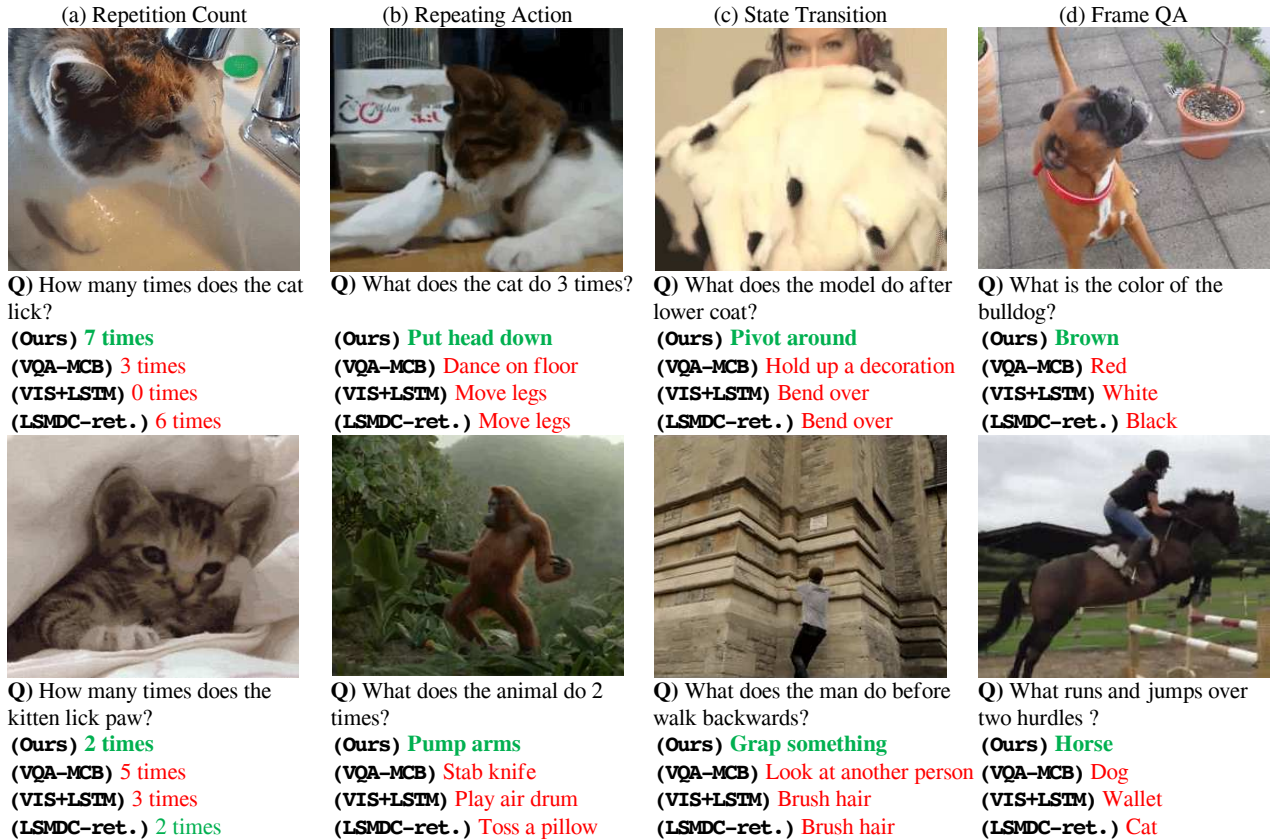 (a) Repetition Count
(b) Repeating Action
(c) State Transition
(d) Frame QA
Q) How many times does the cat
lick?
(Ours) 7 times
(VQA-MCB) 3 times
(VIS+LSTM) 0 times
(LSMDC-ret.) 6 times
Q) What does the cat do 3 times?
(Ours) Put head down
(VQA-MCB) Dance on floor
(VIS+LSTM) Move legs
(LSMDC-ret.) Move legs
Q) What does the model do after
lower coat?
(Ours) Pivot around
(VQA-MCB) Hold up a decoration
(VIS+LSTM) Bend over
(LSMDC-ret.) Bend over
Q) What is the color of the
bulldog?
(Ours) Brown
(VQA-MCB) Red
(VIS+LSTM) White
(LSMDC-ret.) Black
Q) How many times does the
kitten lick paw?
(Ours) 2 times
(VQA-MCB) 5 times
(VIS+LSTM) 3 times
(LSMDC-ret.) 2 times
Q) What does the animal do 2
times?
(Ours) Pump arms
(VQA-MCB) Stab knife
(VIS+LSTM) Play air drum
(LSMDC-ret.) Toss a pillow
Q) What does the man do before
walk backwards?
(Ours) Grap something
(VQA-MCB) Look at another person
(VIS+LSTM) Brush hair
(LSMDC-ret.) Brush hair
Q) What runs and jumps over
two hurdles ?
(Ours) Horse
(VQA-MCB) Dog
(VIS+LSTM) Wallet
(LSMDC-ret.) Cat